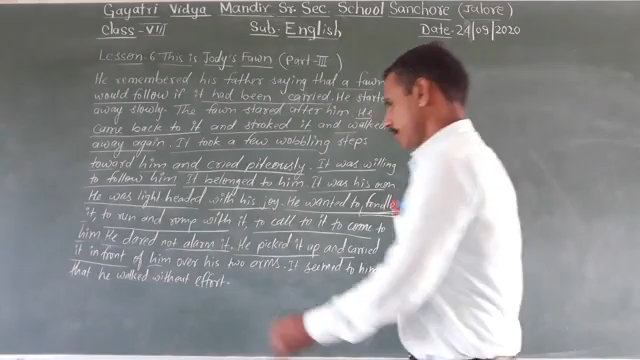 Gayatri Vidya Mandir Sr. Sec. School Sanchore (Jalore)
Class-VIII Sub. English Date-24/09/2020
Lesson.6 This is Jody's Fawn (Part-III)
He remembered his father saying that a fawn
would follow if it had been carried. He starte
away slowly. The fawn stared after him. He
came back to it and stroked it and walked
away again. It took a few wobbling steps
toward him and cried piteously. It was willing
to follow him. It belonged to him. It was his own.
He was light headed with his joy. He wanted to fondle
it, to run and romp with it, to call to it to come to
him. He dared not alarm it. He picked it up and carried
it in front of him over his two arms. It seemed to him
that he walked without effort.